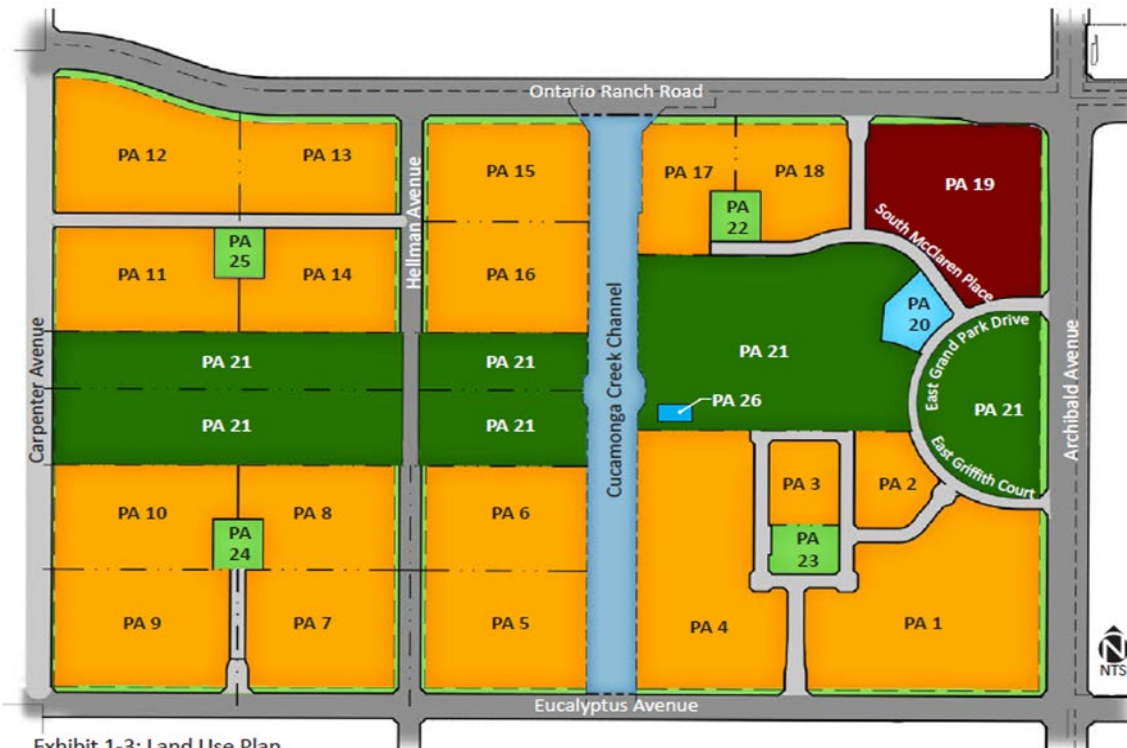 Ontario Ranch Road
PA 12
PA 13
PA 15
PA 17
PA 18
PA 19
Hellman Avenue
PA
22
South McClaren Place
PA
25
PA 11
PA 14
PA 16
Cucamonga Creek Channel
PA
20
East Grand Park Drive
Carpenter Avenue
PA 21
PA 21
PA 21
Archibald Avenue
PA 26
PA 21
PA 21
PA 21
East Griffith Court
PA 10
PA 8
PA 6
PA 3
PA 2
PA
24
PA
23
PA 9
PA 7
PA 5
PA 4
PA 1
N
NTS
Eucalyptus Avenue
Exhibit 1-3: Land Use Plan